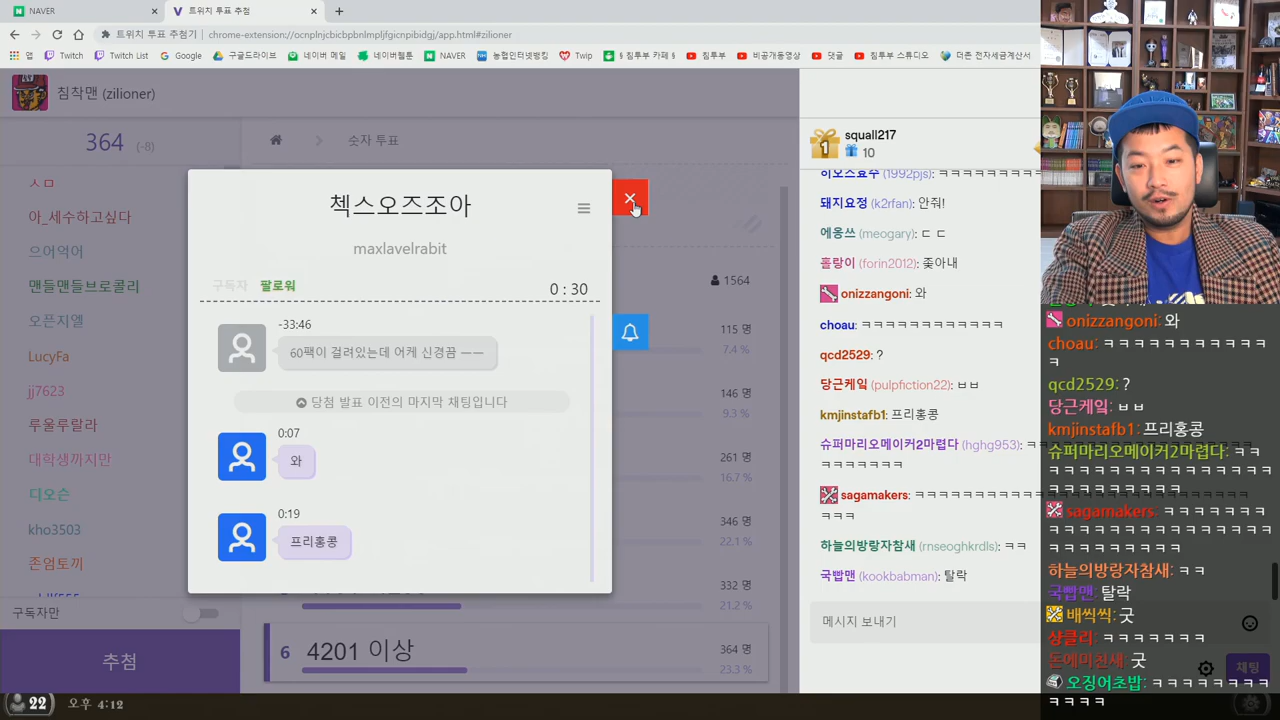 NAVER
트위치 투표 추첨
트위치 투표 추첨기 | chrome-extension://ocnplnjcbicbpbnlmpljfgicnpibidgj/app.html#zilioner
앱
Twitch
Twitch List
Google
구글드라이브
네이버 메일
네이버웹툰
NAVER
농협인터넷뱅킹
Twip
§ 침투부 카페 §
침투부
비공개동영상
댓글
침투부 스튜디오
더존 전자세금계산서
침착맨 (zilioner)
364 (-8)
숫자 투표
ㅅㅁ
아_세수하고싶다
으어억어
맨들맨들브로콜리
오픈지엘
LucyFa
jj7623
루울루랄라
대학생까지만
디오슨
kho3503
존엄토끼
구독자만
추첨
첵스오즈조아
maxlavelrabit
구독자
팔로워
0 : 30
-33:46
60팩이 걸려있는데 어케 신경끔 ㅡㅡ
당첨 발표 이전의 마지막 채팅입니다
0:07
와
0:19
프리홍콩
1564
115 명
7.4 %
146 명
9.3 %
261 명
16.7 %
346 명
22.1 %
332 명
21.2 %
6 4201 이상
364 명
23.3 %
1
squall217
10
(1992pjs): ㅋㅋㅋㅋㅋㅋㅋㅋㅋㅋ
돼지요정 (k2rfan): 안줘!
에옹쓰 (meogary): ㄷ ㄷ
홀랑이 (forin2012): 좇아내
onizzangoni: 와
choau: ㅋㅋㅋㅋㅋㅋㅋㅋㅋㅋㅋㅋ
qcd2529: ?
당근케잌 (pulpfiction22): ㅂㅂ
kmjinstafb1: 프리홍콩
슈퍼마리오메이커2마렵다 (hghg953):
ㅋㅋㅋㅋㅋㅋㅋ
sagamakers:
ㅋㅋㅋ
하늘의방랑자참새 (rnseoghkrdls): ㅋㅋ
국빱맨 (kookbabman): 탈락
메시지 보내기
채팅
onizzangoni: 와
choau: ㅋㅋㅋㅋㅋㅋㅋㅋㅋㅋㅋ
ㅋ
qcd2529: ?
당근케잌: ㅂㅂ
kmjinstafb1: 프리홍콩
슈퍼마리오메이커2마렵다: ㅋㅋ
sagamakers:
하늘의방랑자참새: ㅋㅋ
국빱맨: 탈락
배씩씩: 굿
샹클리: ㅋㅋㅋㅋㅋㅋㅋ
돈에미친새: 굿
오징어초밥: ㅋㅋㅋㅋㅋㅋㅋㅋ
ㅋㅋㅋㅋ
22
오후 4:12